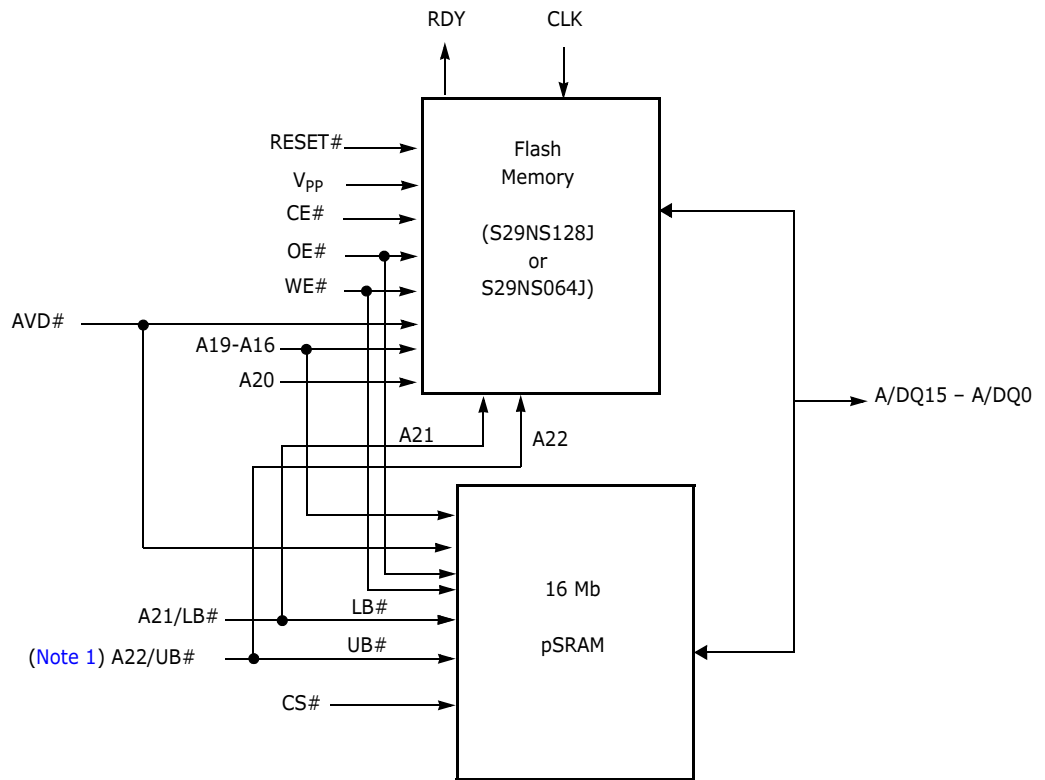 RDY
CLK
Flash
Memory
(S29NS128J
or
S29NS064J)
RESET#
VPP
CE#
OE#
WE#
AVD#
A19-A16
A20
A/DQ15 – A/DQ0
A21
A22
16 Mb
pSRAM
A21/LB#
LB#
(Note 1) A22/UB#
UB#
CS#